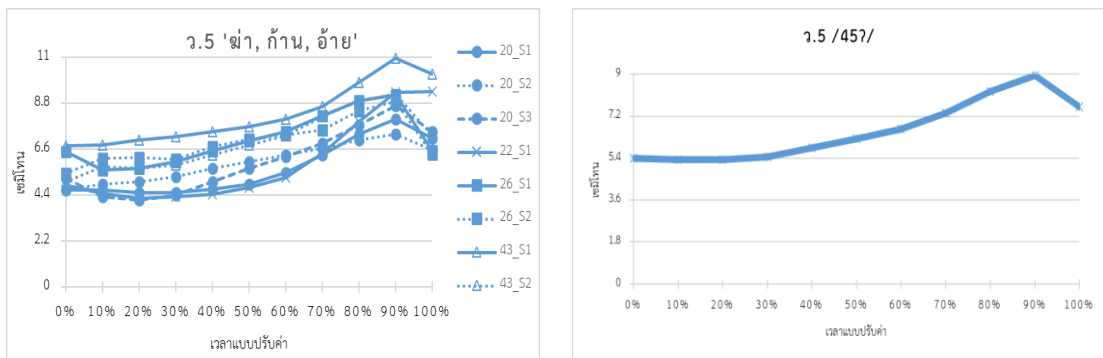 ว.5 'ฆ่า, ก้าน, อ้าย'
11
8.8
6.6
4.4
2.2
0
เซมิโทน
0% 10% 20% 30% 40% 50% 60% 70% 80% 90% 100%
เวลาแบบปรับค่า
20_S1
20_S2
20_S3
22_S1
26_S1
26_S2
43_S1
43_S2
ว.5 /45ʔ/
9
7.2
5.4
3.6
1.8
0
เซมิโทน
0% 10% 20% 30% 40% 50% 60% 70% 80% 90% 100%
เวลาแบบปรับค่า